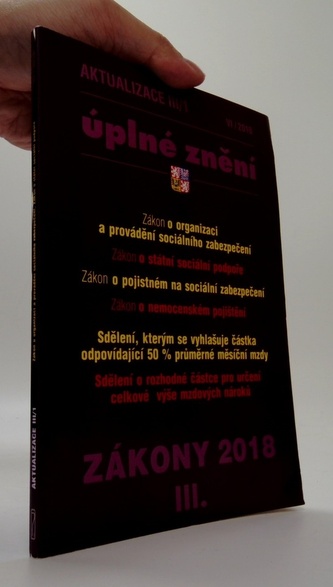 AKTUALIZACE III/1
úplné znění
Zákon o organizaci
a provádění sociálního zabezpečení
Zákon o státní sociální podpoře
Zákon o pojistném na sociální zabezpečení
Zákon o nemocenském pojištění
Sdělení, kterým se vyhlašuje částka
odpovídající 50 % průměrné měsíční mzdy
Sdělení o rozhodné částce pro určení
celkové výše mzdových nároků
ZÁKONY 2018
III.
AKTUALIZACE III/1